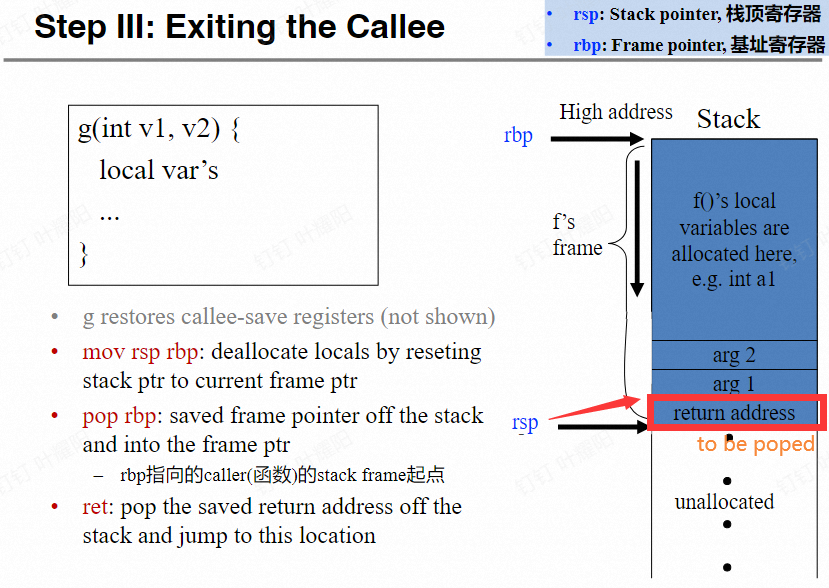 Step III: Exiting the Callee
• rsp: Stack pointer, 栈顶寄存器
• rbp: Frame pointer, 基址寄存器
g(int v1, v2) {
local var’s
...
}
• g restores callee-save registers (not shown)
• mov rsp rbp: deallocate locals by resetting
stack ptr to current frame ptr
• pop rbp: saved frame pointer off the stack
and into the frame ptr
– rbp指向的caller(函数)的stack frame起点
• ret: pop the saved return address off the
stack and jump to this location
High address
Stack
rbp
f’s
frame
f()’s local
variables are
allocated here,
e.g. int a1
arg 2
arg 1
return address
rsp
to be poped
unallocated